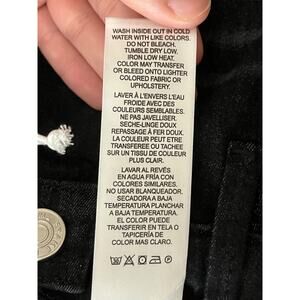 WASH INSIDE OUT IN COLD
WATER WITH LIKE COLORS.
DO NOT BLEACH.
TUMBLE DRY LOW.
IRON LOW HEAT.
COLOR MAY TRANSFER
OR BLEED ONTO LIGHTER
COLORED FABRIC OR
UPHOLSTERY.
LAVER À L'ENVERS L'EAU
FROIDE AVEC DES
COULEURS SEMBLABLES.
NE PAS JAVELLISER.
SÈCHE-LINGE DOUX.
REPASSAGE À FER DOUX.
LA COULEUR PEUT ÊTRE
TRANSFEREE OU TACHEE
SUR UN TISSU DE COULEUR
PLUS CLAIR.
LAVAR AL REVÉS
EN AGUA FRÍA CON
COLORES SIMILARES.
NO USAR BLANQUEADOR.
SECADORA A BAJA
TEMPERATURA PLANCHAR
A BAJA TEMPERATURA.
EL COLOR PUEDE
TRANSFERIR EN TELA O
TAPICERÍA DE
COLOR MAS CLARO.